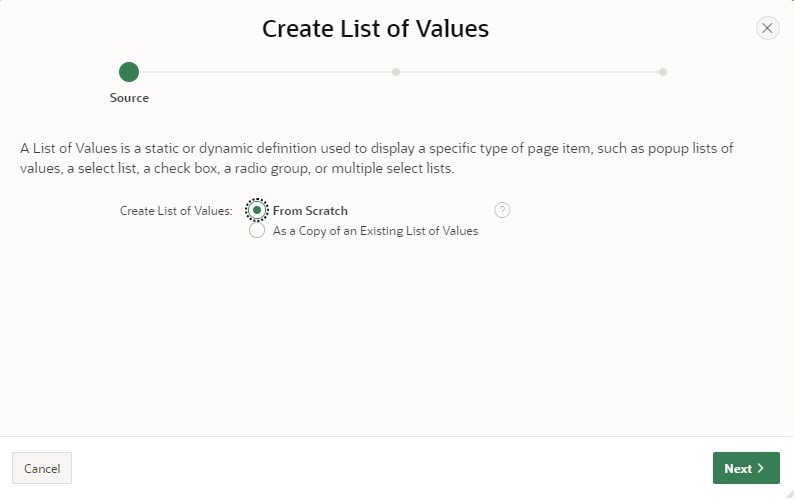 Create List of Values
Source
A List of Values is a static or dynamic definition used to display a specific type of page item, such as popup lists of
values, a select list, a check box, a radio group, or multiple select lists.
Create List of Values: From Scratch ?
As a Copy of an Existing List of Values
Cancel Next